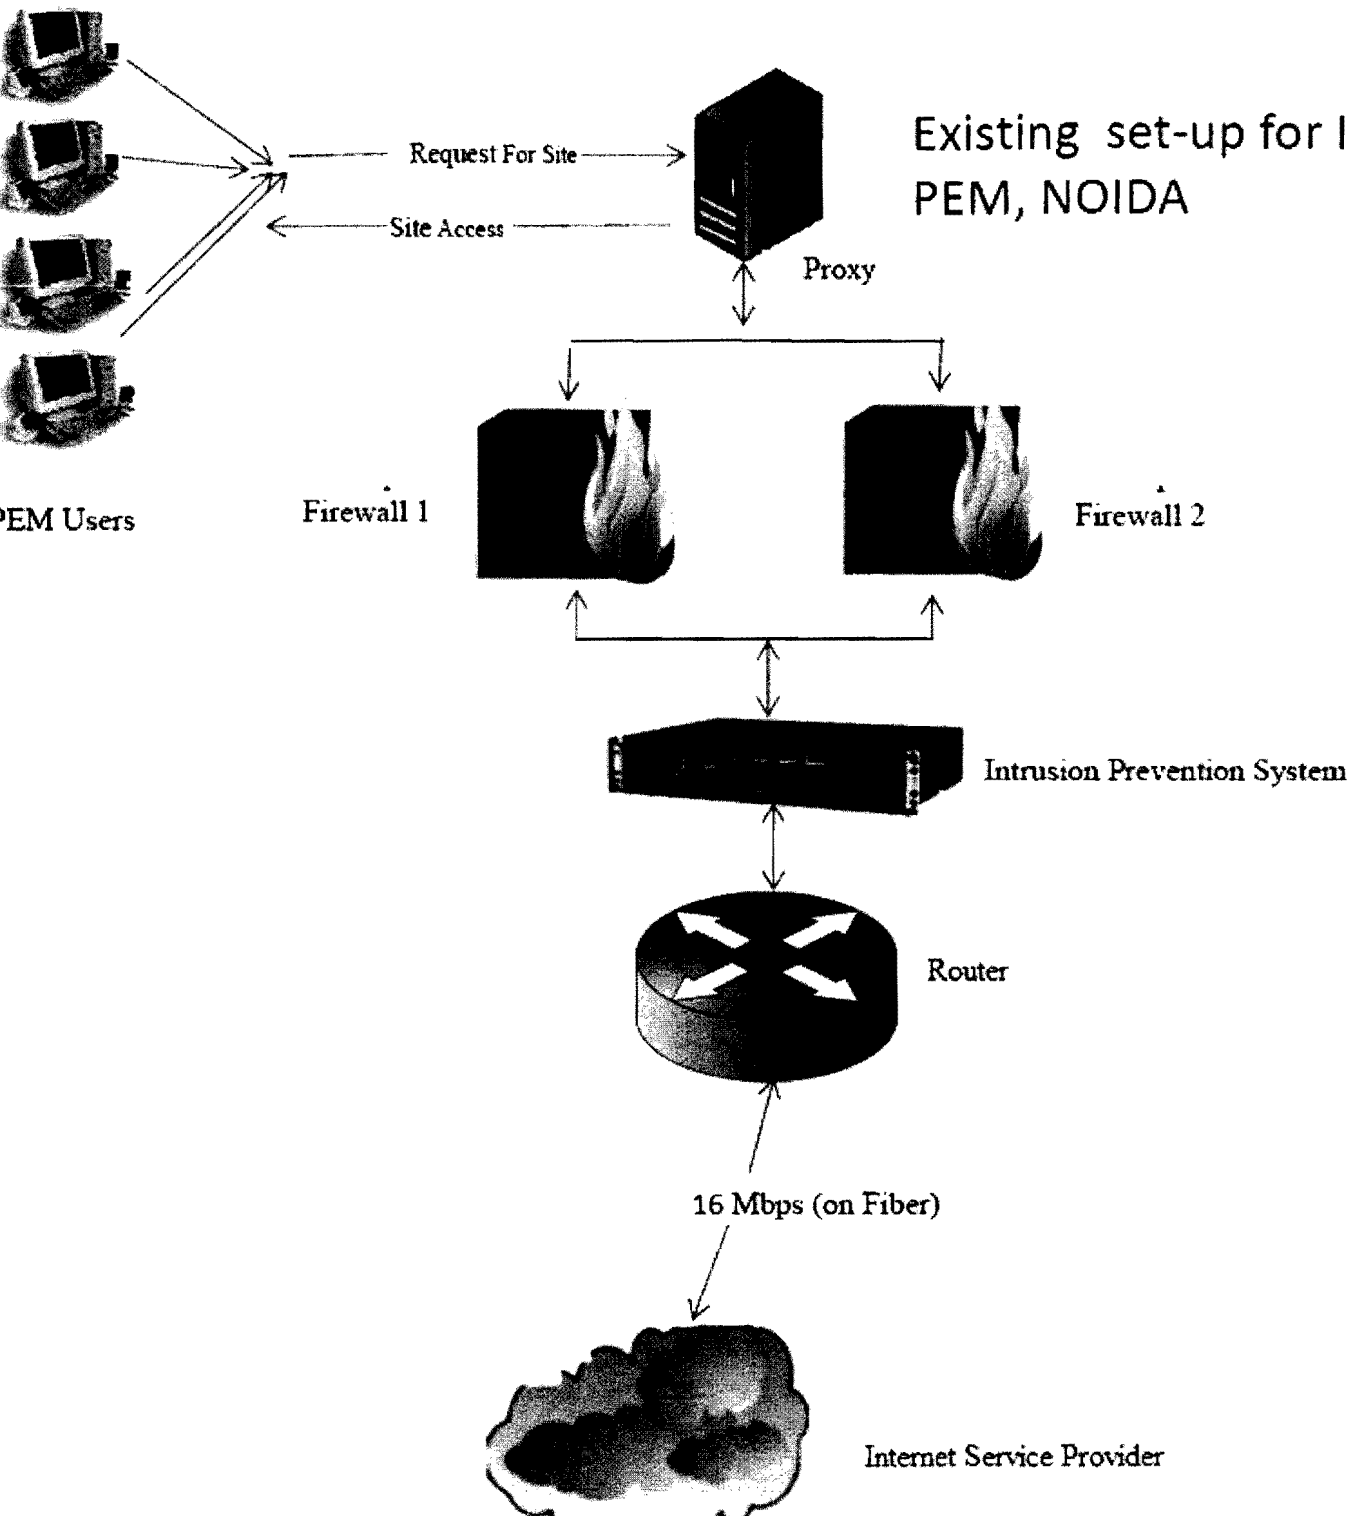 Existing set-up for I
PEM, NOIDA
Request For Site
Site Access
Proxy
PEM Users
Firewall 1
Firewall 2
Intrusion Prevention System
Router
16 Mbps (on Fiber)
Internet Service Provider